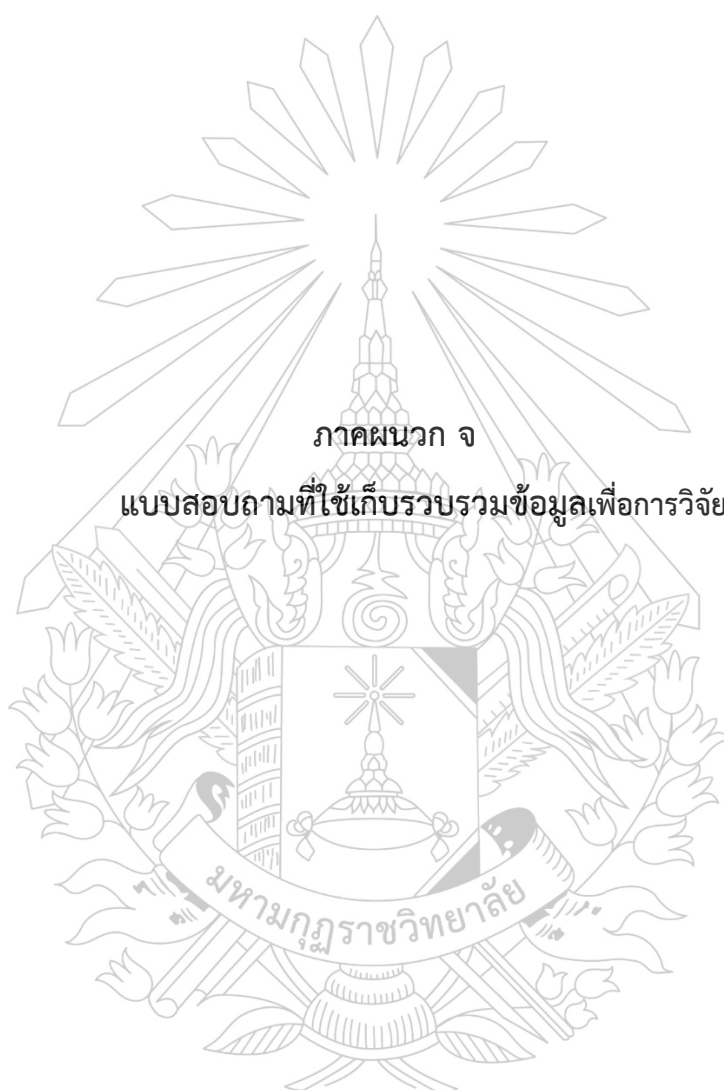 ภาคผนวก จ
แบบสอบถามที่ใช้เก็บรวบรวมข้อมูลเพื่อการวิจัย
มหามกุฏราชวิทยาลัย